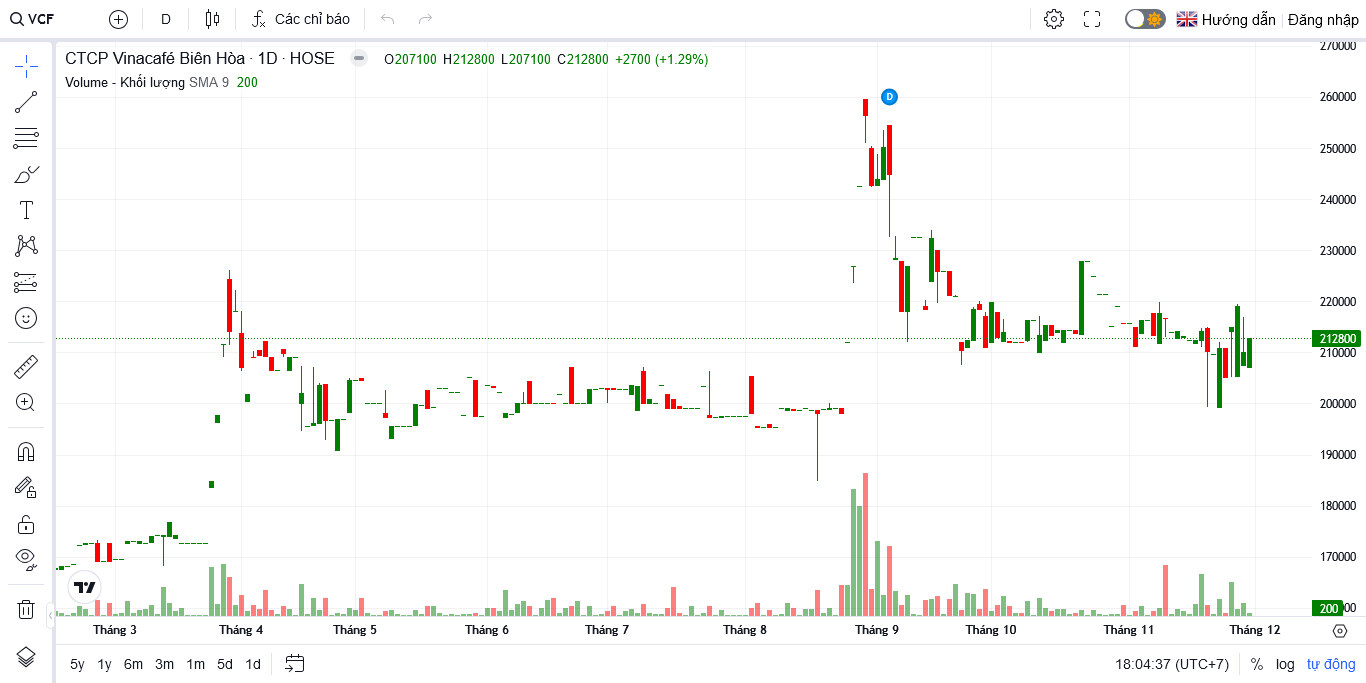 VCF D Các chỉ báo Hướng dẫn Đăng nhập
CTCP Vinacafé Biên Hòa · 1D · HOSE O207100 H212800 L207100 C212800 +2700 (+1.29%)
Volume - Khối lượng SMA 9 200
D
270000
260000
250000
240000
230000
220000
212800
210000
200000
190000
180000
170000
200
Tháng 3 Tháng 4 Tháng 5 Tháng 6 Tháng 7 Tháng 8 Tháng 9 Tháng 10 Tháng 11 Tháng 12
5y 1y 6m 3m 1m 5d 1d 18:04:37 (UTC+7) % log tự động